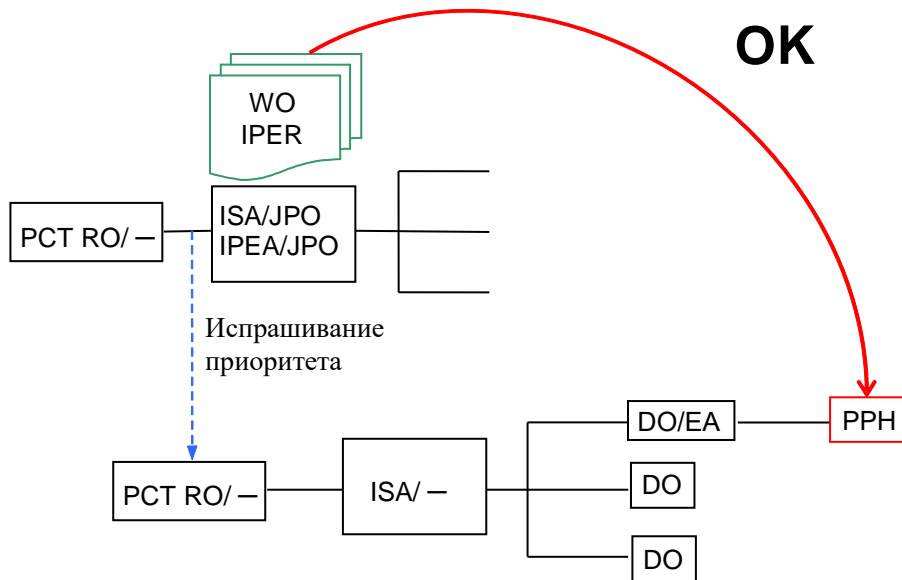 OK
WO
IPER
PCT RO/ —
ISA/JPO
IPEA/JPO
Испрашивание
приоритета
DO/EA
PPH
PCT RO/ —
ISA/ —
DO
DO